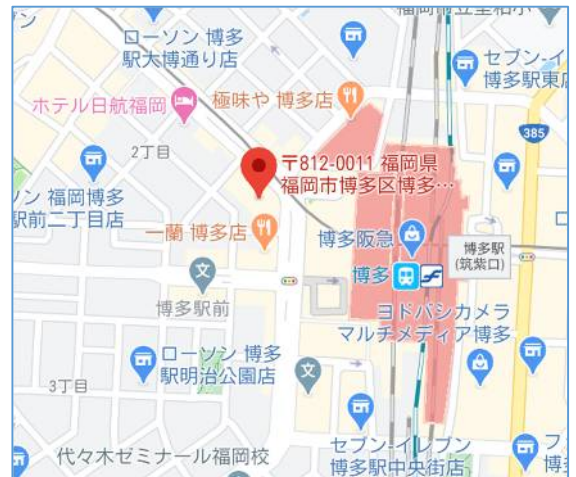 福岡市立堅粕小
ローソン 博多
駅大博通り店
セブン-イ
博多駅東店
極味や 博多店
ホテル日航福岡
385
2丁目
〒812-0011 福岡県
福岡市博多区博多…
ソン 福岡博多
駅前二丁目店
一蘭 博多店
博多阪急
博多駅
(筑紫口)
博多
文
博多駅前
ヨドバシカメラ
マルチメディア博多
ローソン 博多
駅明治公園店
3丁目
文
代々木ゼミナール福岡校
セブン-イレブン
博多駅中央街店
フ
博多